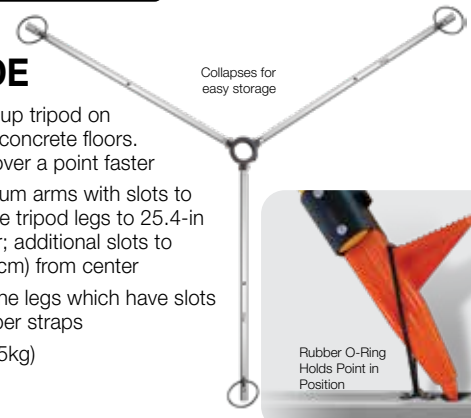 DE
Collapses for
easy storage
up tripod on
concrete floors.
over a point faster
um arms with slots to
e tripod legs to 25.4-in
r; additional slots to
cm) from center
ne legs which have slots
ber straps
5kg)
Rubber O-Ring
Holds Point in
Position